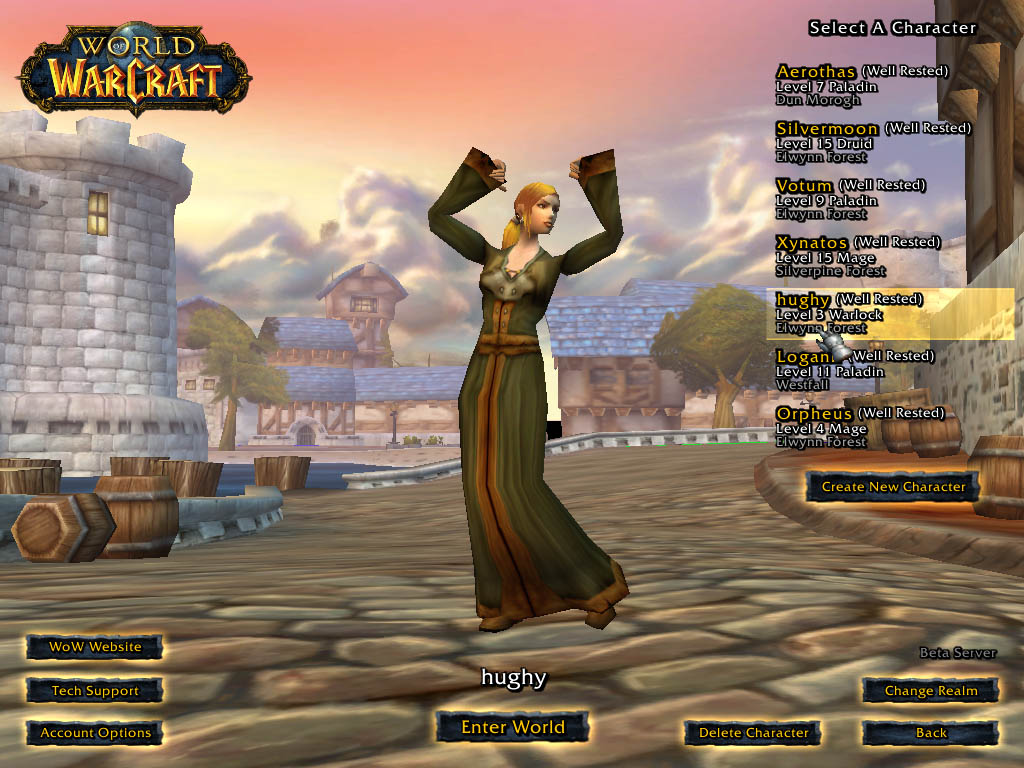 WORLD
OF
WARCRAFT
Select A Character
Aerothas (Well Rested)
Level 7 Paladin
Dun Morogh
Silvermoon (Well Rested)
Level 15 Druid
Elwynn Forest
Votum (Well Rested)
Level 9 Paladin
Elwynn Forest
Xynatos (Well Rested)
Level 15 Mage
Silverpine Forest
hughy (Well Rested)
Level 3 Warlock
Elwynn Forest
(Well Rested)
Level 11 Paladin
Westfall
Orpheus (Well Rested)
Level 4 Mage
Elwynn Forest
Create New Character
WoW Website
Tech Support
Account Options
hughy
Enter World
Beta Server
Change Realm
Delete Character
Back